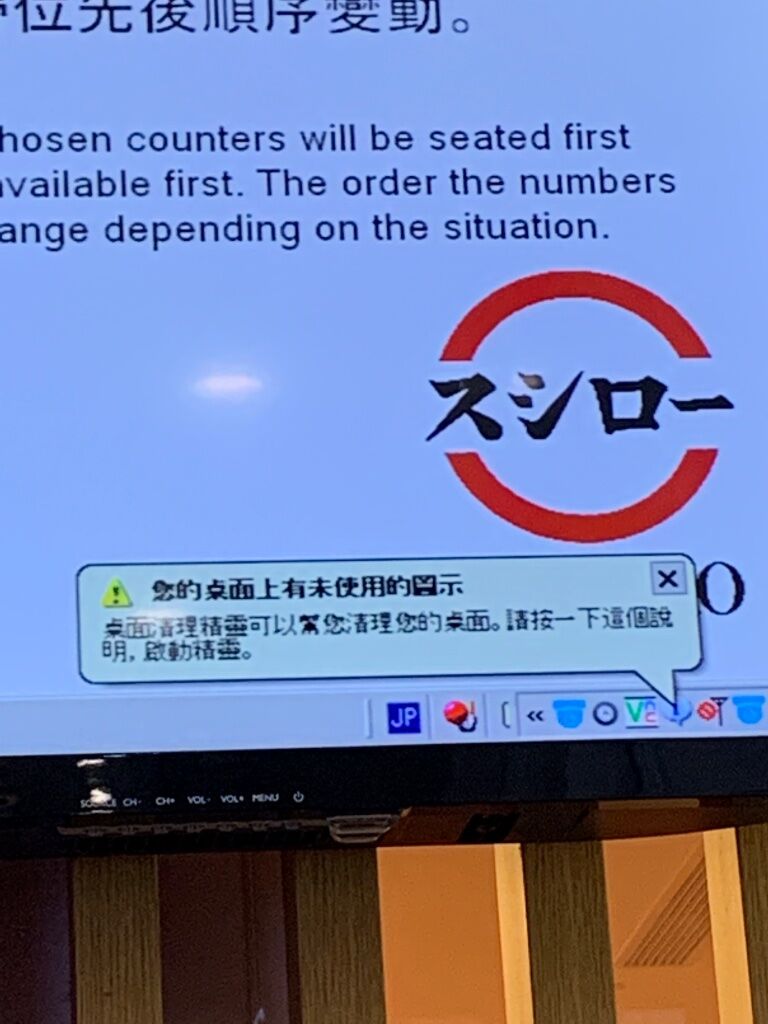 位先後順序變動。
hosen counters will be seated first
vailable first. The order the numbers
ange depending on the situation.
スシロー
O
您的桌面上有未使用的圖示
桌面清理精靈可以幫您清理您的桌面。請按一下這個說
明, 啟動精靈。
JP
«
V2
SOURCE CH- CH+ VOL- VOL+ MENU